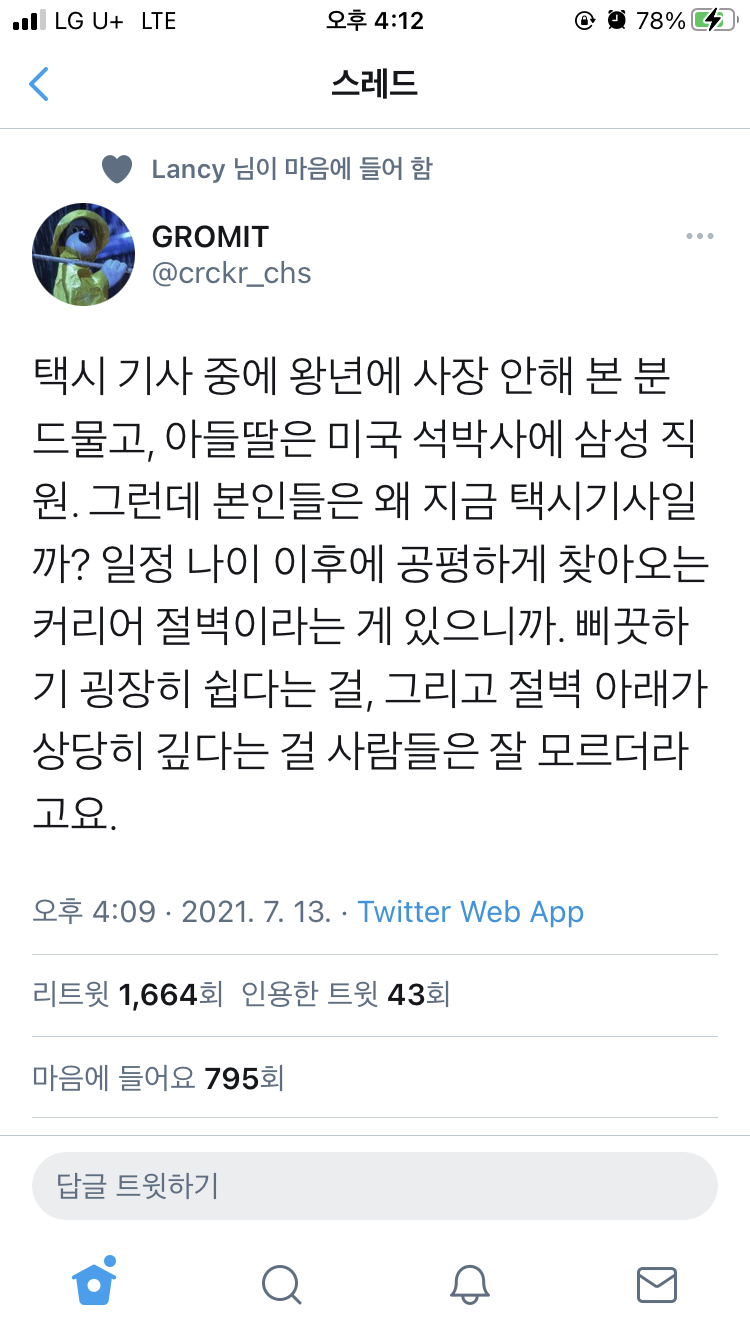 LG U+ LTE 오후 4:12 78%
스레드
Lancy 님이 마음에 들어 함
GROMIT
@crckr_chs
택시 기사 중에 왕년에 사장 안해 본 분
드물고, 아들딸은 미국 석박사에 삼성 직
원. 그런데 본인들은 왜 지금 택시기사일
까? 일정 나이 이후에 공평하게 찾아오는
커리어 절벽이라는 게 있으니까. 삐끗하
기 굉장히 쉽다는 걸, 그리고 절벽 아래가
상당히 깊다는 걸 사람들은 잘 모르더라
고요.
오후 4:09 · 2021. 7. 13. · Twitter Web App
리트윗 1,664회 인용한 트윗 43회
마음에 들어요 795회
답글 트윗하기